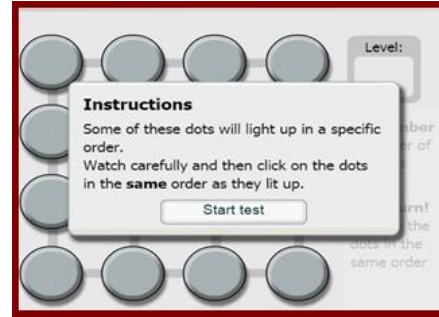 Level:
Instructions
Some of these dots will light up in a specific
order.
Watch carefully and then click on the dots
in the same order as they lit up.
Start test
the
dots in the
same order